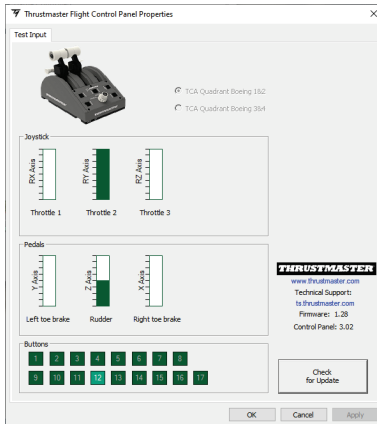 Thrustmaster Flight Control Panel Properties
Test Input
TCA Quadrant Boeing 1&2
TCA Quadrant Boeing 3&4
Joystick
RX Axis
RY Axis
RZ Axis
Throttle 1
Throttle 2
Throttle 3
Pedals
Y Axis
Z Axis
X Axis
Left toe brake
Rudder
Right toe brake
THRUSTMASTER
www.thrustmaster.com
Technical Support:
ts.thrustmaster.com
Firmware: 1.28
Control Panel: 3.02
Buttons
1 2 3 4 5 6 7 8
9 10 11 12 13 14 15 16 17
Check
for Update
OK Cancel Apply